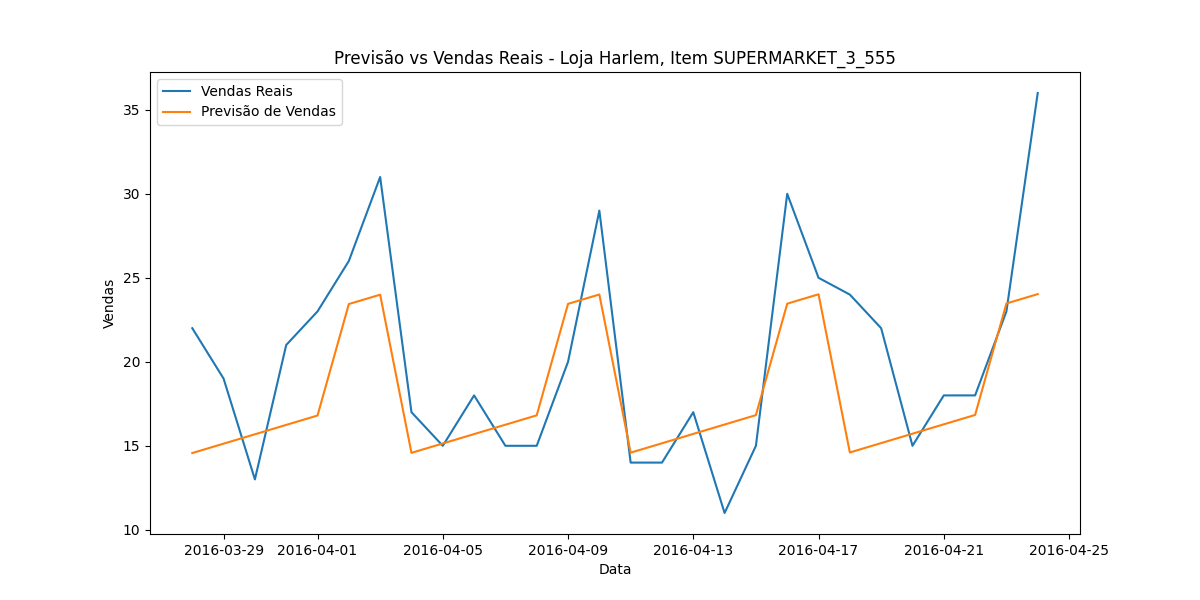 Previsão vs Vendas Reais - Loja Harlem, Item SUPERMARKET_3_555
Vendas Reais
Previsão de Vendas
35
30
25
20
15
10
Vendas
2016-03-29 2016-04-01 2016-04-05 2016-04-09 2016-04-13 2016-04-17 2016-04-21 2016-04-25
Data